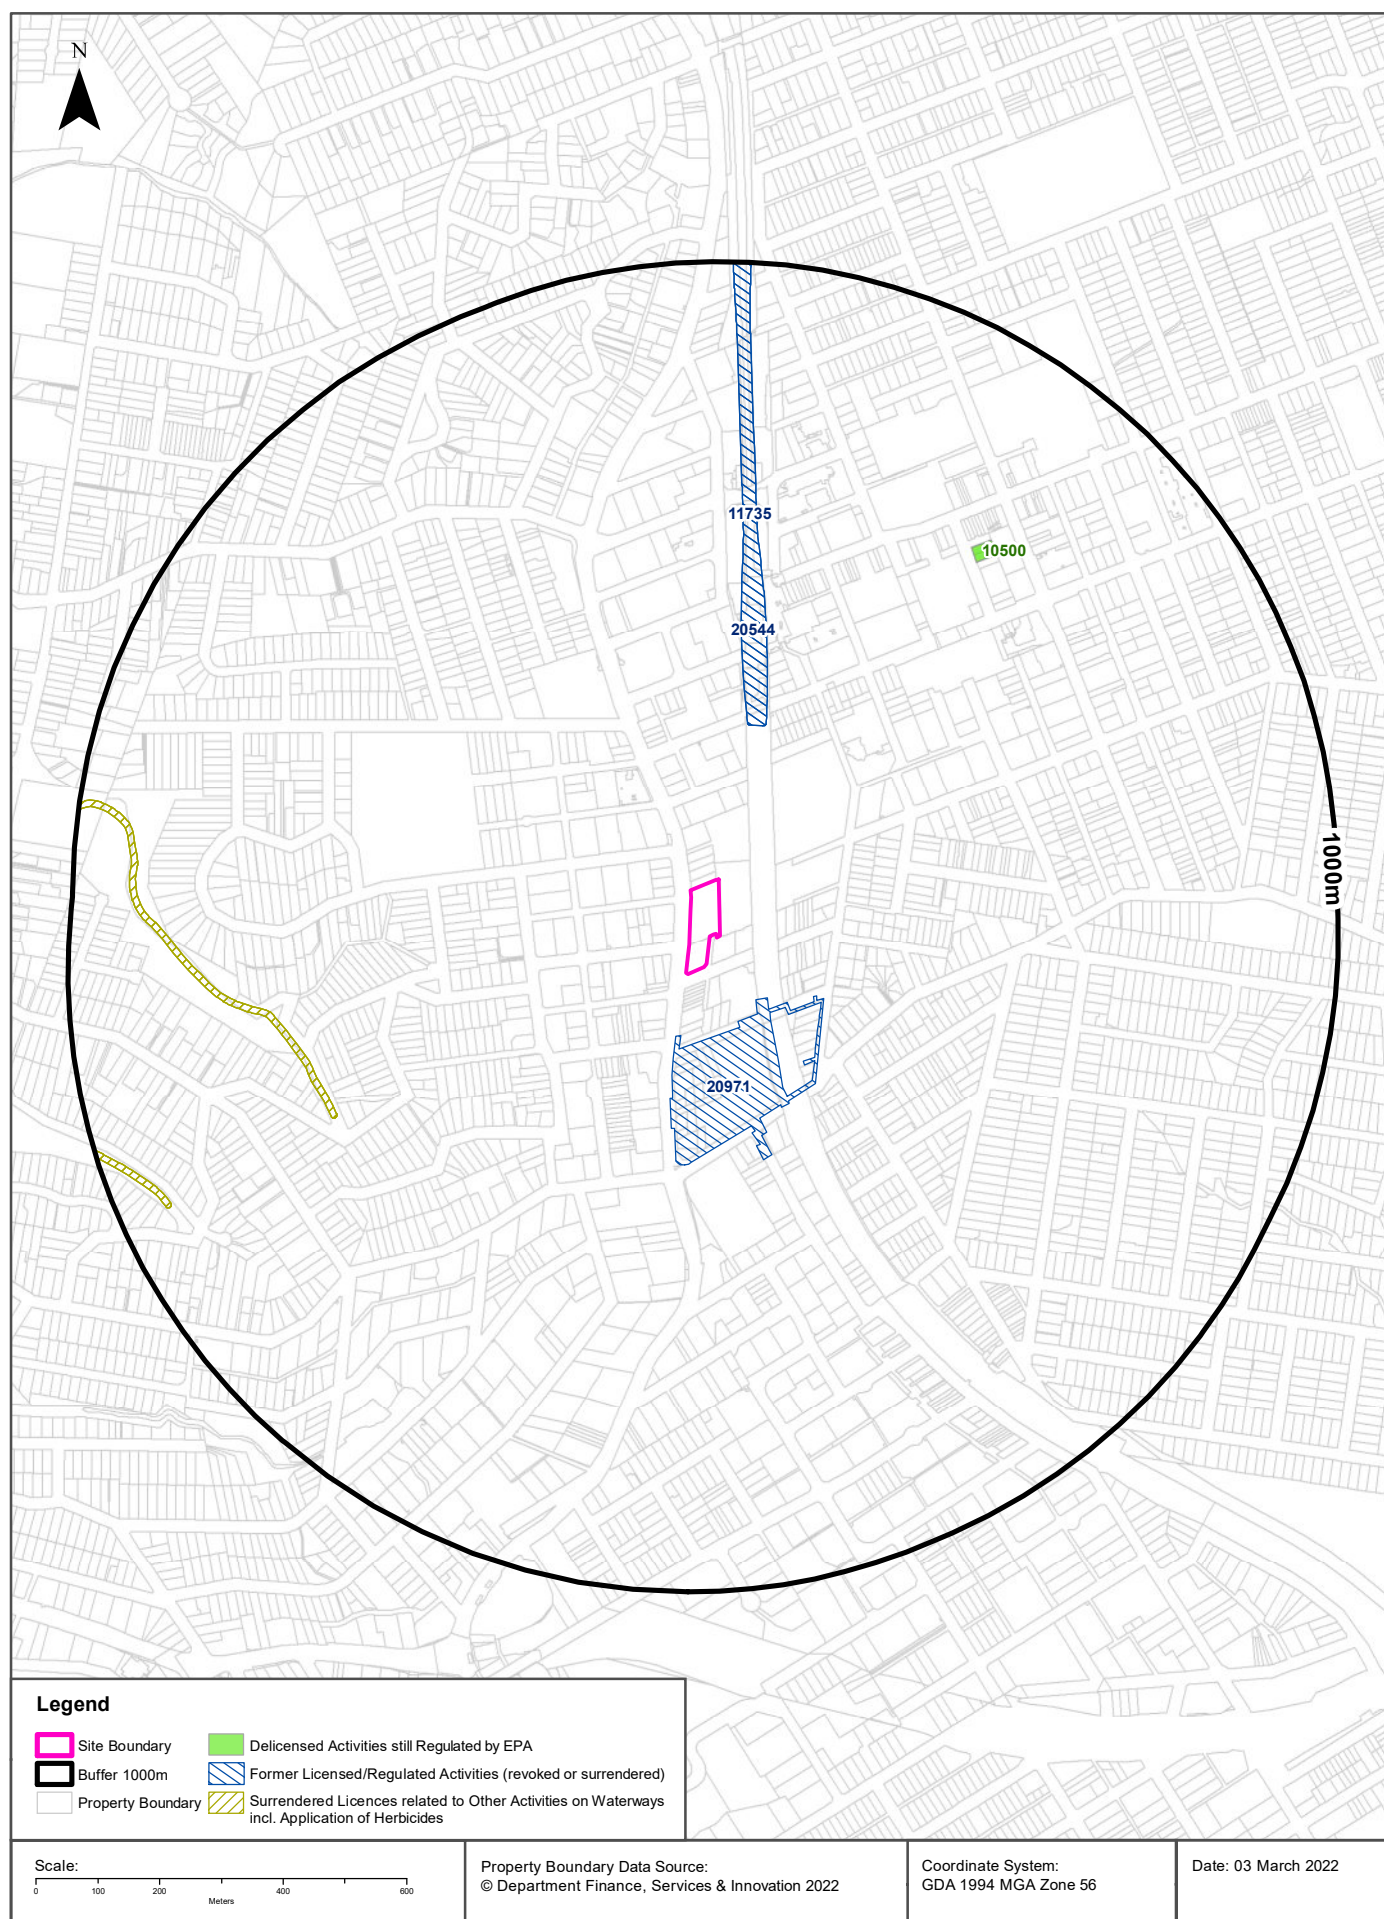 N
11735
10500
20544
1000m
20971
Legend
Site Boundary
Buffer 1000m
Property Boundary
Delicensed Activities still Regulated by EPA
Former Licensed/Regulated Activities (revoked or surrendered)
Surrendered Licences related to Other Activities on Waterways
incl. Application of Herbicides
Scale:
0 100 200 400 600
Meters
Property Boundary Data Source:
© Department Finance, Services & Innovation 2022
Coordinate System:
GDA 1994 MGA Zone 56
Date: 03 March 2022